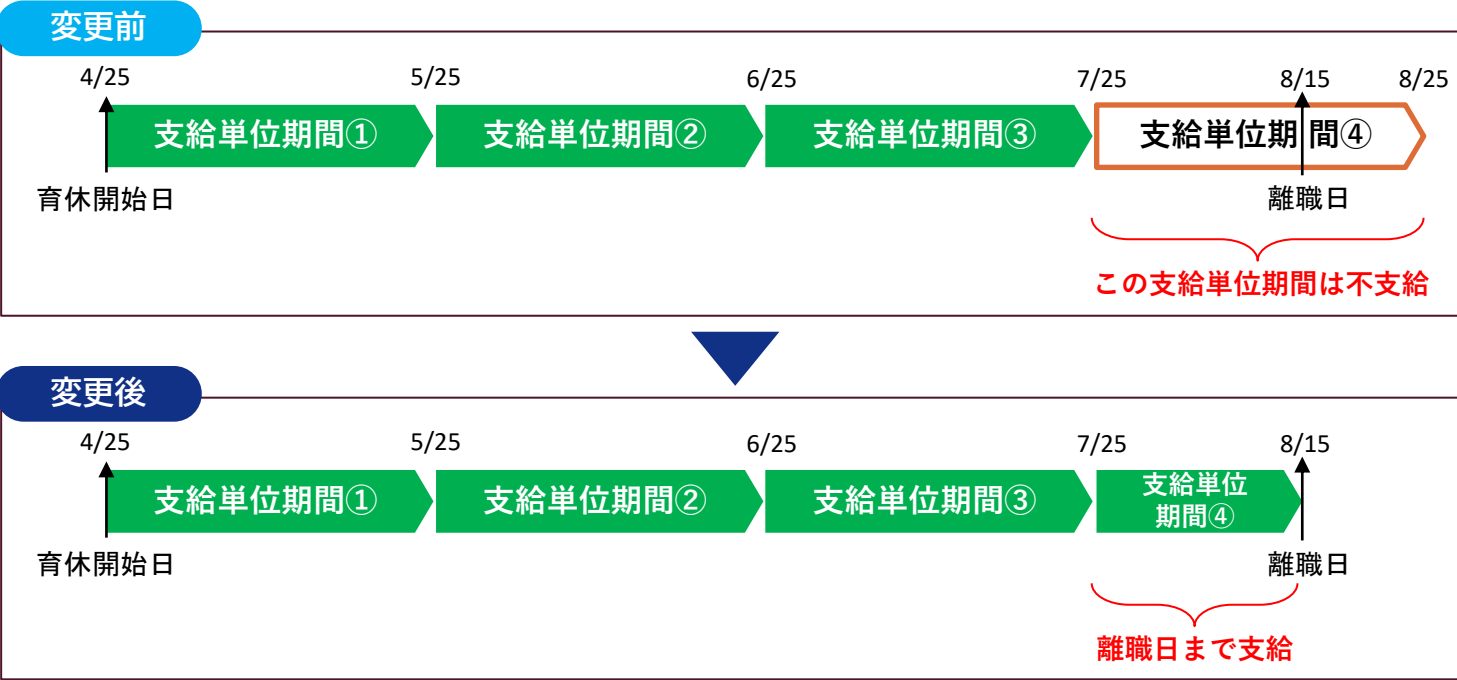 変更前
4/25 5/25 6/25 7/25 8/15 8/25
支給単位期間① 支給単位期間② 支給単位期間③ 支給単位期間④
育休開始日 離職日
この支給単位期間は不支給
変更後
4/25 5/25 6/25 7/25 8/15
支給単位期間① 支給単位期間② 支給単位期間③ 支給単位
期間④
育休開始日 離職日
離職日まで支給